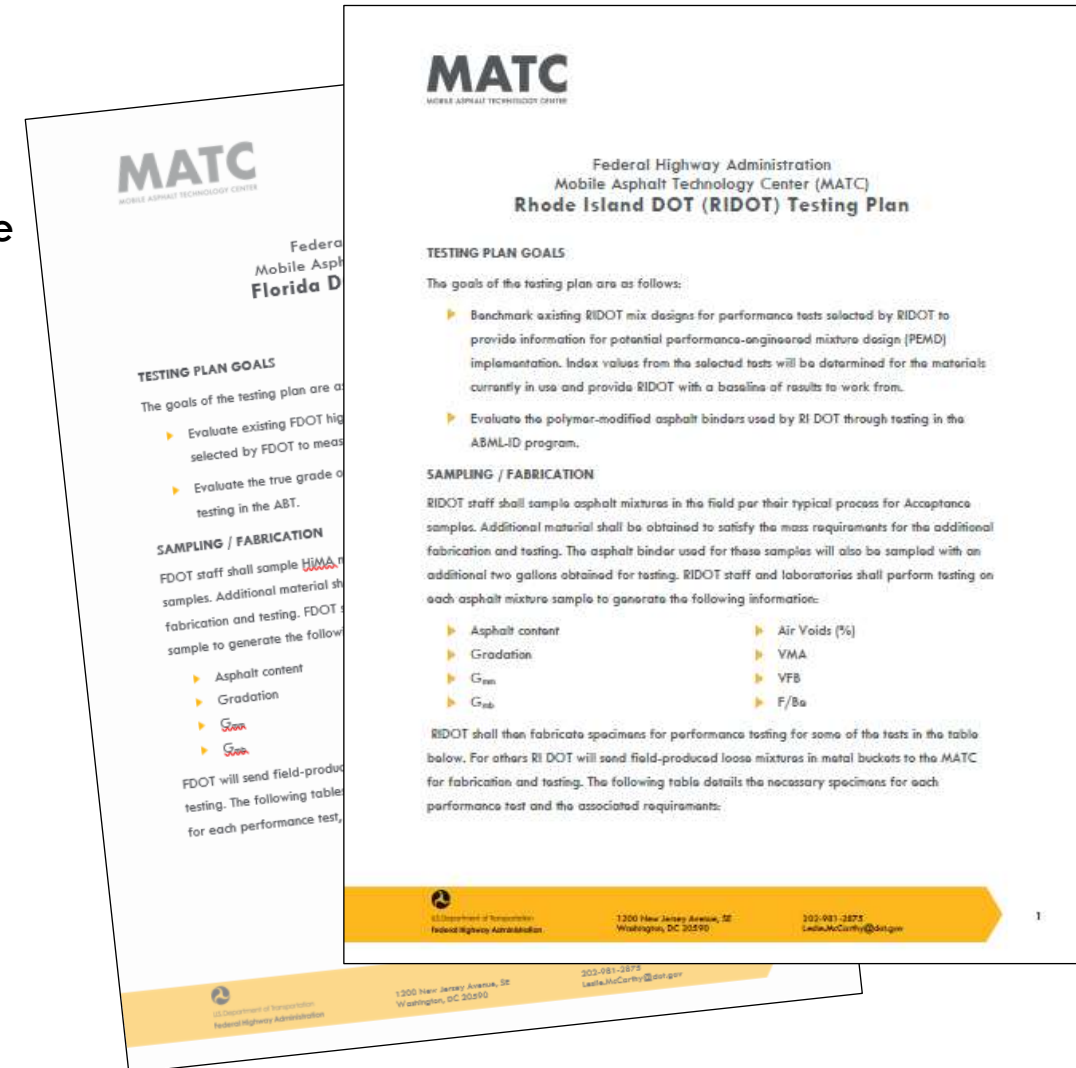 e
MATC
MOBILE ASPHALT TECHNOLOGY CENTER
Federal Highway Administration
Mobile Asphalt Technology Center (MATC)
Rhode Island DOT (RIDOT) Testing Plan
TESTING PLAN GOALS
The goals of the testing plan are as follows:
Benchmark existing RIDOT mix designs for performance tests selected by RIDOT to
provide information for potential performance-engineered mixture design (PEMD)
implementation. Index values from the selected tests will be determined for the materials
currently in use and provide RIDOT with a baseline of results to work from.
Evaluate the polymer-modified asphalt binders used by RI DOT through testing in the
ABML-ID program.
SAMPLING / FABRICATION
RIDOT staff shall sample asphalt mixtures in the field per their typical process for Acceptance
samples. Additional material shall be obtained to satisfy the mass requirements for the additional
fabrication and testing. The asphalt binder used for these samples will also be sampled with an
additional two gallons obtained for testing. RIDOT staff and laboratories shall perform testing on
each asphalt mixture sample to generate the following information:
Asphalt content
Gradation
Gmm
Gmb
Air Voids (%)
VMA
VFB
F/Be
RIDOT shall then fabricate specimens for performance testing for some of the tests in the table
below. For others RI DOT will send field-produced loose mixtures in metal buckets to the MATC
for fabrication and testing. The following table details the necessary specimens for each
performance test and the associated requirements:
US Department of Transportation
Federal Highway Administration
1200 New Jersey Avenue, SE
Washington, DC 20590
202-981-2875
Leslie.McCarthy@dot.gov
1
MATC
MOBILE ASPHALT TECHNOLOGY CENTER
Federa
Mobile Asph
Florida D
TESTING PLAN GOALS
The goals of the testing plan are a
Evaluate existing FDOT hig
selected by FDOT to meas
Evaluate the true grade o
testing in the ABT.
SAMPLING / FABRICATION
FDOT staff shall sample HiMA
samples. Additional material sh
fabrication and testing. FDOT
sample to generate the follow
Asphalt content
Gradation
Gmm
Gmb
FDOT will send field-produc
testing. The following tables
for each performance test,
US Department of Transportation
Federal Highway Administration
1200 New Jersey Avenue, SE
Washington, DC 20590
202-981-2875
Leslie.McCarthy@dot.gov